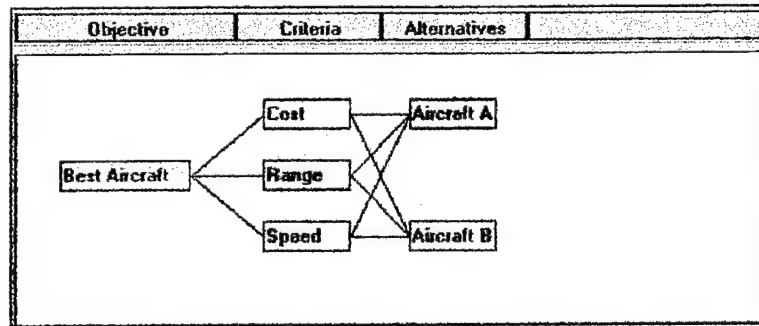 Objective Criteria Alternatives
Cost Aircraft A
Best Aircraft Range
Speed Aircraft B